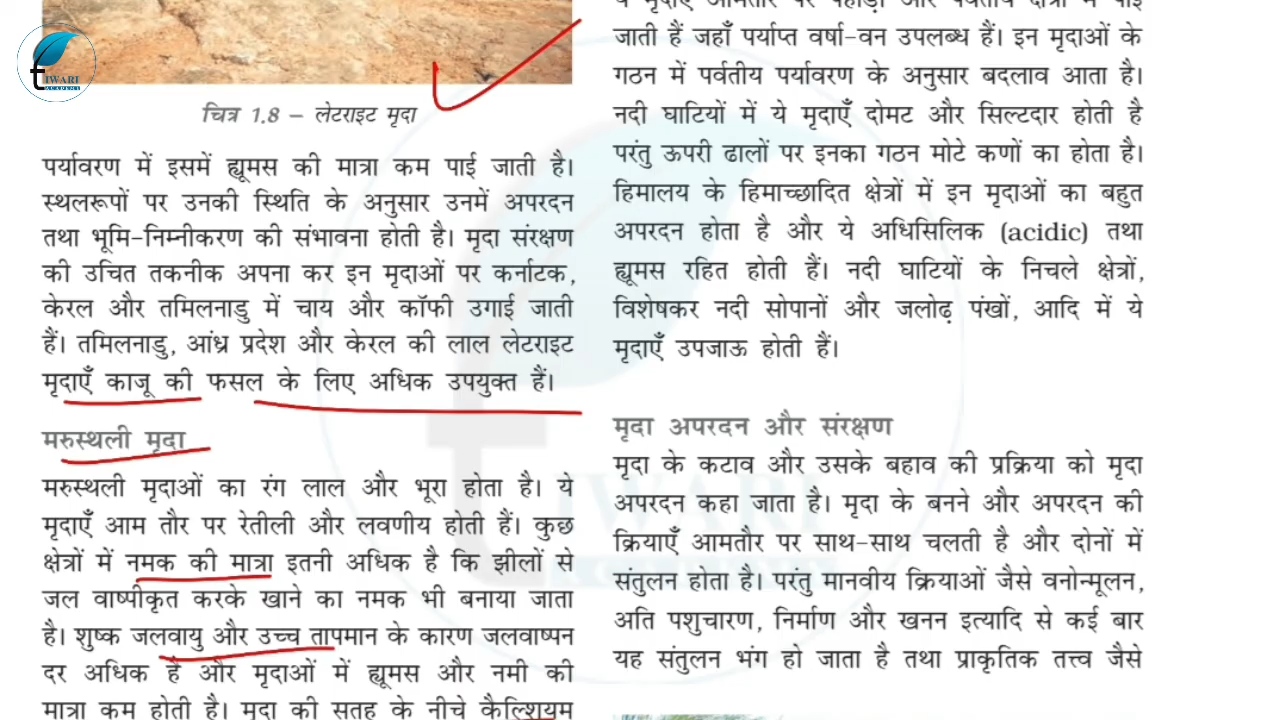 tIWARI
ACADEMY
चित्र 1.8 – लेटराइट मृदा
पर्यावरण में इसमें ह्यूमस की मात्रा कम पाई जाती है।
स्थलरूपों पर उनकी स्थिति के अनुसार उनमें अपरदन
तथा भूमि-निम्नीकरण की संभावना होती है। मृदा संरक्षण
की उचित तकनीक अपना कर इन मृदाओं पर कर्नाटक,
केरल और तमिलनाडु में चाय और कॉफी उगाई जाती
हैं। तमिलनाडु, आंध्र प्रदेश और केरल की लाल लेटराइट
मृदाएँ काजू की फसल के लिए अधिक उपयुक्त हैं।
मरुस्थली मृदा
मरुस्थली मृदाओं का रंग लाल और भूरा होता है। ये
मृदाएँ आम तौर पर रेतीली और लवणीय होती हैं। कुछ
क्षेत्रों में नमक की मात्रा इतनी अधिक है कि झीलों से
जल वाष्पीकृत करके खाने का नमक भी बनाया जाता
है। शुष्क जलवायु और उच्च तापमान के कारण जलवाष्पन
दर अधिक है और मृदाओं में ह्यूमस और नमी की
मात्रा कम होती है। मृदा की सतह के नीचे कैल्शियम
ये मृदाएँ आमतौर पर पहाड़ी और पर्वतीय क्षेत्रों में पाई
जाती हैं जहाँ पर्याप्त वर्षा-वन उपलब्ध हैं। इन मृदाओं के
गठन में पर्वतीय पर्यावरण के अनुसार बदलाव आता है।
नदी घाटियों में ये मृदाएँ दोमट और सिल्टदार होती है
परंतु ऊपरी ढालों पर इनका गठन मोटे कणों का होता है।
हिमालय के हिमाच्छादित क्षेत्रों में इन मृदाओं का बहुत
अपरदन होता है और ये अधिसिलिक (acidic) तथा
ह्यूमस रहित होती हैं। नदी घाटियों के निचले क्षेत्रों,
विशेषकर नदी सोपानों और जलोढ़ पंखों, आदि में ये
मृदाएँ उपजाऊ होती हैं।
मृदा अपरदन और संरक्षण
मृदा के कटाव और उसके बहाव की प्रक्रिया को मृदा
अपरदन कहा जाता है। मृदा के बनने और अपरदन की
क्रियाएँ आमतौर पर साथ-साथ चलती है और दोनों में
संतुलन होता है। परंतु मानवीय क्रियाओं जैसे वनोन्मूलन,
अति पशुचारण, निर्माण और खनन इत्यादि से कई बार
यह संतुलन भंग हो जाता है तथा प्राकृतिक तत्त्व जैसे